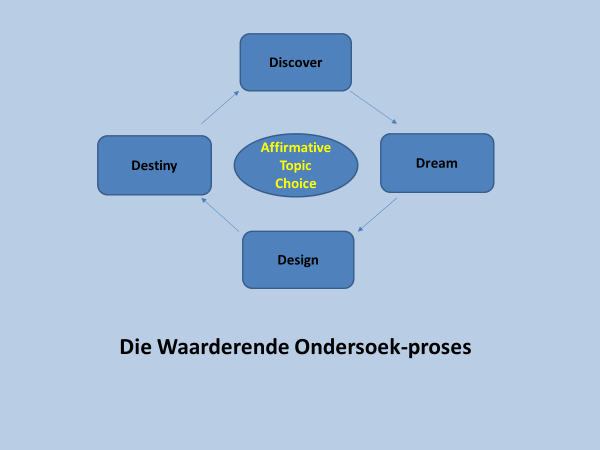 Discover
Destiny
Affirmative
Topic
Choice
Dream
Design
Die Waarderende Ondersoek-proses